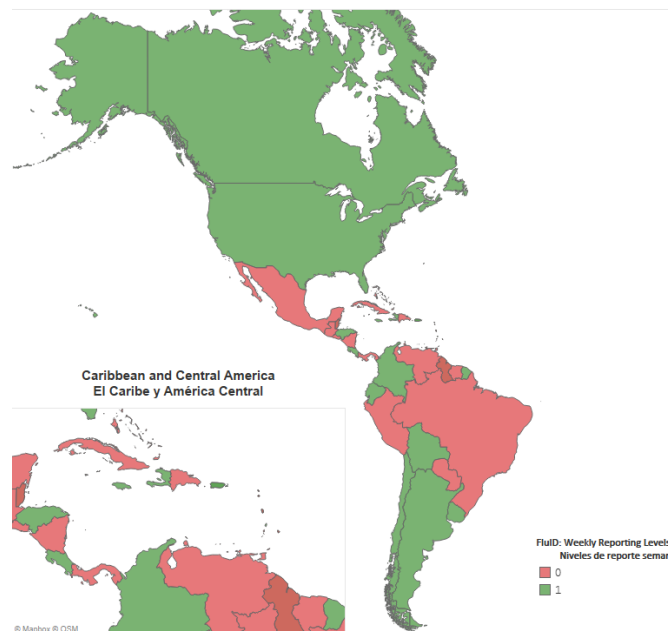 Caribbean and Central America
El Caribe y América Central
FluID: Weekly Reporting Levels
Niveles de reporte seman
0
1
© Mapbox © OSM